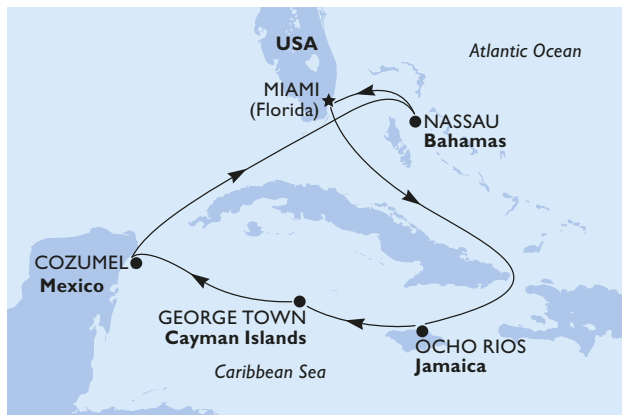 USA
Atlantic Ocean
MIAMI
(Florida)
NASSAU
Bahamas
COZUMEL
Mexico
GEORGE TOWN
Cayman Islands
OCHO RIOS
Jamaica
Caribbean Sea